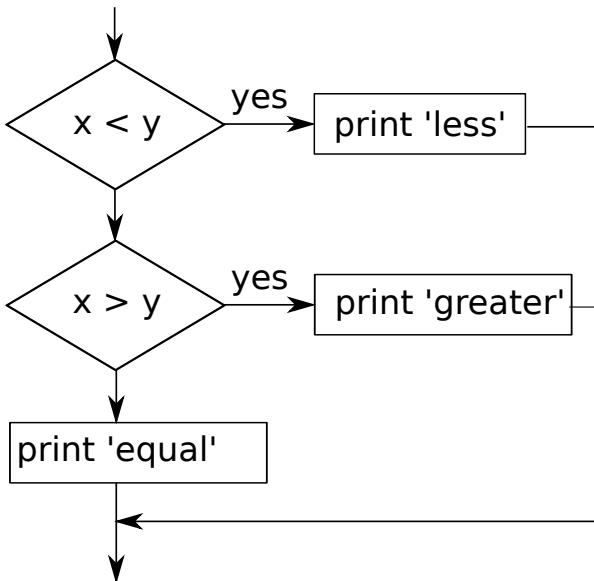 x < y
yes
print 'less'
x > y
yes
print 'greater'
print 'equal'